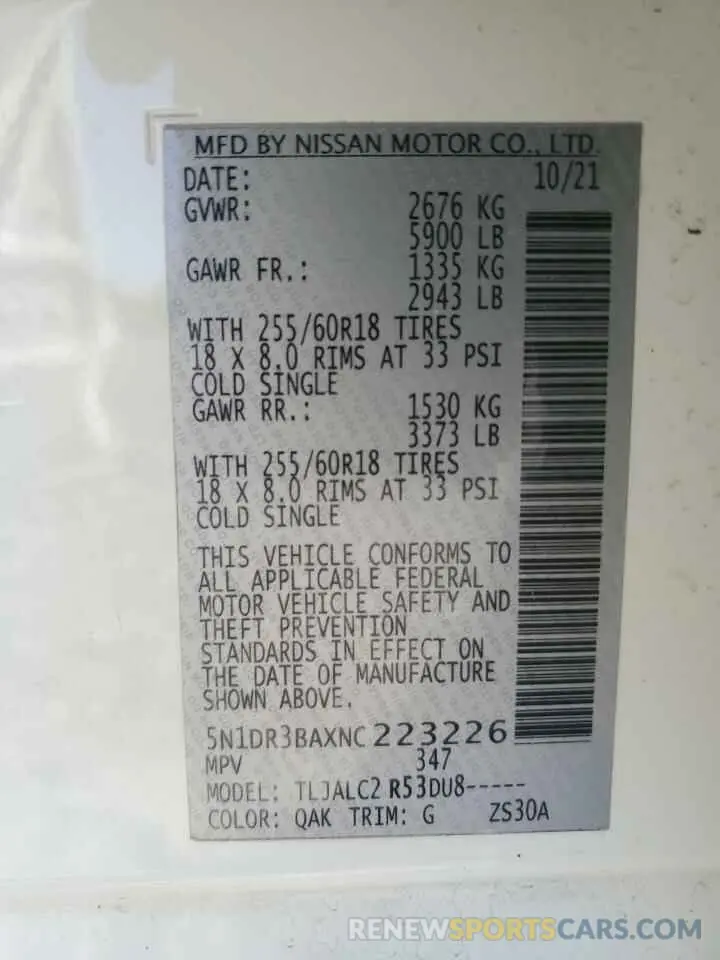 MFD BY NISSAN MOTOR CO., LTD.
DATE: 10/21
GVWR: 2676 KG
5900 LB
GAWR FR.: 1335 KG
2943 LB
WITH 255/60R18 TIRES
18 X 8.0 RIMS AT 33 PSI
COLD SINGLE
GAWR RR.: 1530 KG
3373 LB
WITH 255/60R18 TIRES
18 X 8.0 RIMS AT 33 PSI
COLD SINGLE
THIS VEHICLE CONFORMS TO
ALL APPLICABLE FEDERAL
MOTOR VEHICLE SAFETY AND
THEFT PREVENTION
STANDARDS IN EFFECT ON
THE DATE OF MANUFACTURE
SHOWN ABOVE.
5N1DR3BAXNC223226
MPV 347
MODEL: TLJALC2 R53DU8-----
COLOR: QAK TRIM: G ZS30A
RENEWSPORTSCARS.COM